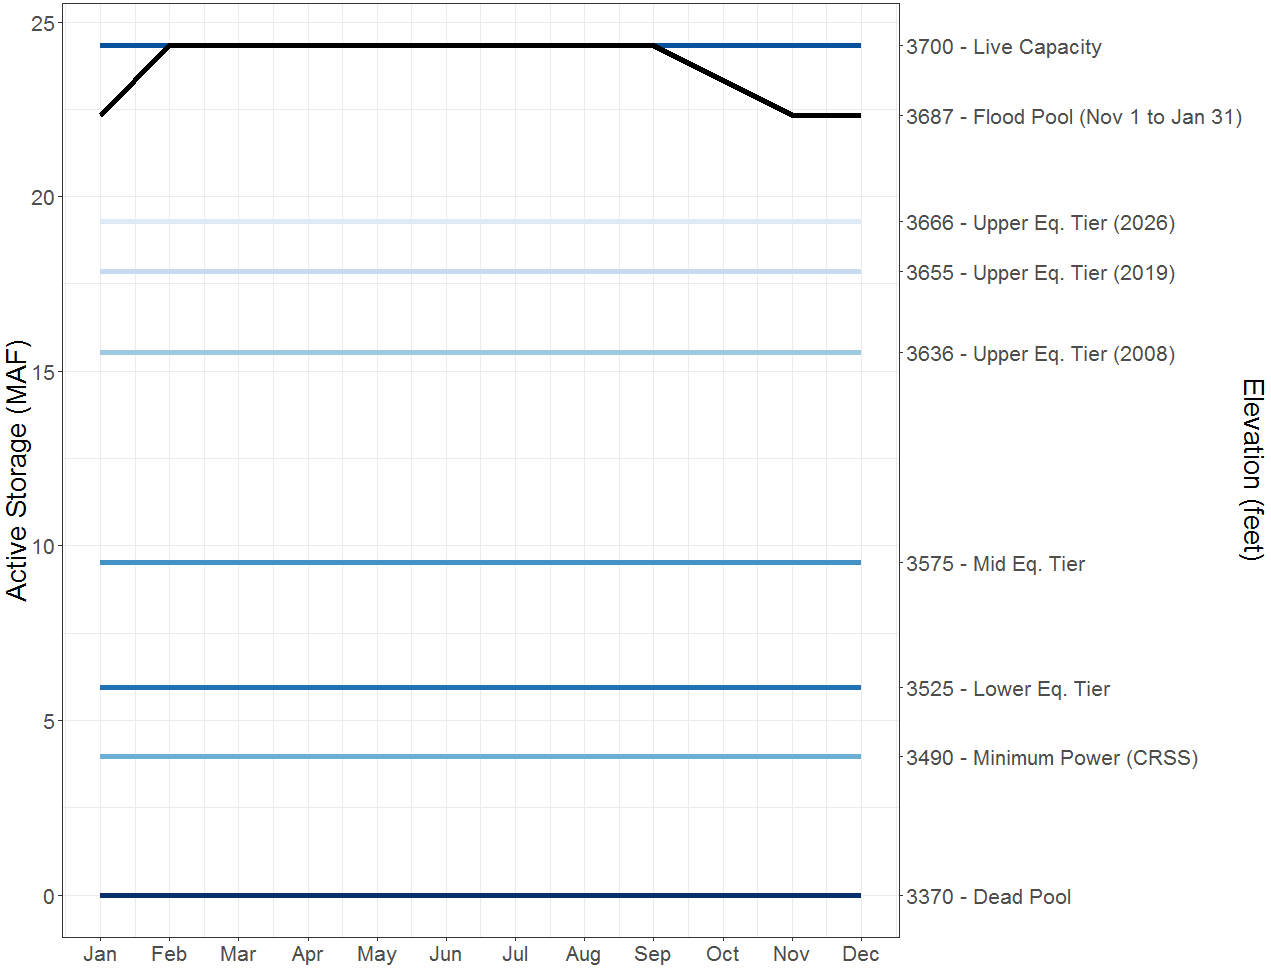 Active Storage (MAF)
25
20
15
10
5
0
Jan Feb Mar Apr May Jun Jul Aug Sep Oct Nov Dec
3700 - Live Capacity
3687 - Flood Pool (Nov 1 to Jan 31)
3666 - Upper Eq. Tier (2026)
3655 - Upper Eq. Tier (2019)
3636 - Upper Eq. Tier (2008)
3575 - Mid Eq. Tier
3525 - Lower Eq. Tier
3490 - Minimum Power (CRSS)
3370 - Dead Pool
Elevation (feet)